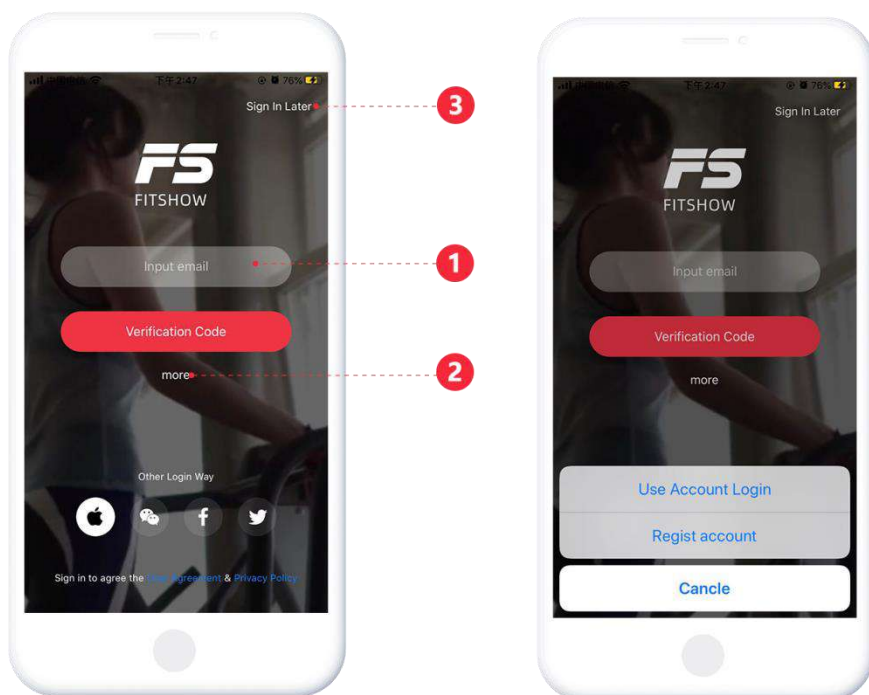 下午2:47
76%
Sign In Later
3
FS
FITSHOW
Input email
1
Verification Code
more
2
Other Login Way
Sign in to agree the User Agreement & Privacy Policy
下午2:47
76%
Sign In Later
FS
FITSHOW
Input email
Verification Code
more
Use Account Login
Regist account
Cancle